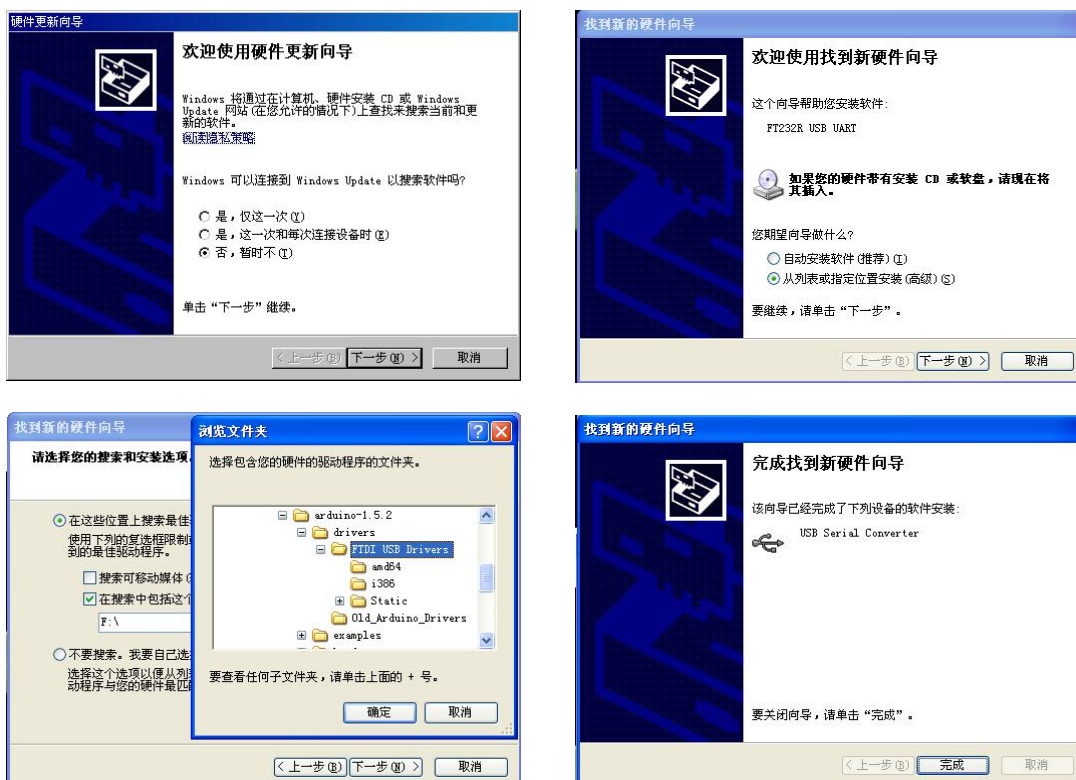 硬件更新向导
欢迎使用硬件更新向导
Windows 将通过在计算机、硬件安装 CD 或 Windows
Update 网站(在您允许的情况下)上查找来搜索当前和更
新的软件。
阅读隐私策略
Windows 可以连接到 Windows Update 以搜索软件吗?
是,仅这一次(Y)
是,这一次和每次连接设备时(E)
否,暂时不(T)
单击“下一步”继续。
< 上一步(B) 下一步(N) > 取消
找到新的硬件向导
欢迎使用找到新硬件向导
这个向导帮助您安装软件:
FT232R USB UART
如果您的硬件带有安装 CD 或软盘,请现在将
其插入。
您期望向导做什么?
自动安装软件(推荐)(I)
从列表或指定位置安装(高级)(S)
要继续,请单击“下一步”。
< 上一步(B) 下一步(N) > 取消
找到新的硬件向导
请选择您的搜索和安装选项
在这些位置上搜索最佳
使用下列的复选框限制
到的最佳驱动程序。
搜索可移动媒体
在搜索中包括这个
F:\
不要搜索。我要自己选
选择这个选项以便从列
动程序与您的硬件最匹
< 上一步(B) 下一步(N) > 取消
浏览文件夹
选择包含您的硬件的驱动程序的文件夹。
arduino-1.5.2
drivers
FTDI USB Drivers
amd64
i386
Static
Old_Arduino_Drivers
examples
要查看任何子文件夹,请单击上面的 + 号。
确定 取消
找到新的硬件向导
完成找到新硬件向导
该向导已经完成了下列设备的软件安装:
USB Serial Converter
要关闭向导,请单击“完成”。
< 上一步(B) 完成 取消